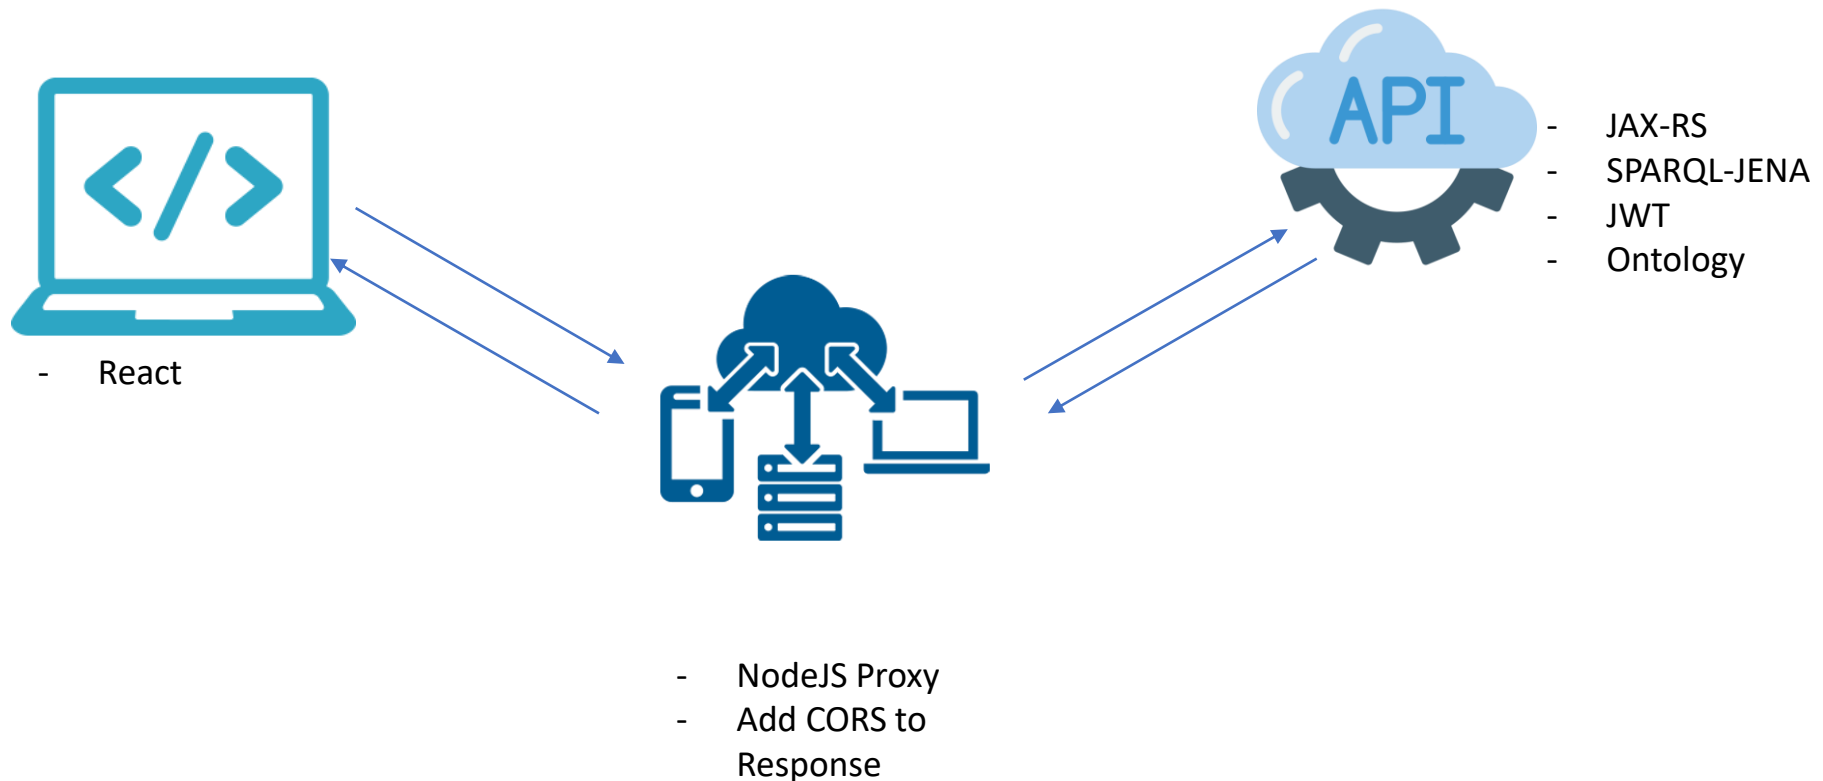 API
- JAX-RS
- SPARQL-JENA
- JWT
- Ontology
</>
- React
- NodeJS Proxy
- Add CORS to
Response